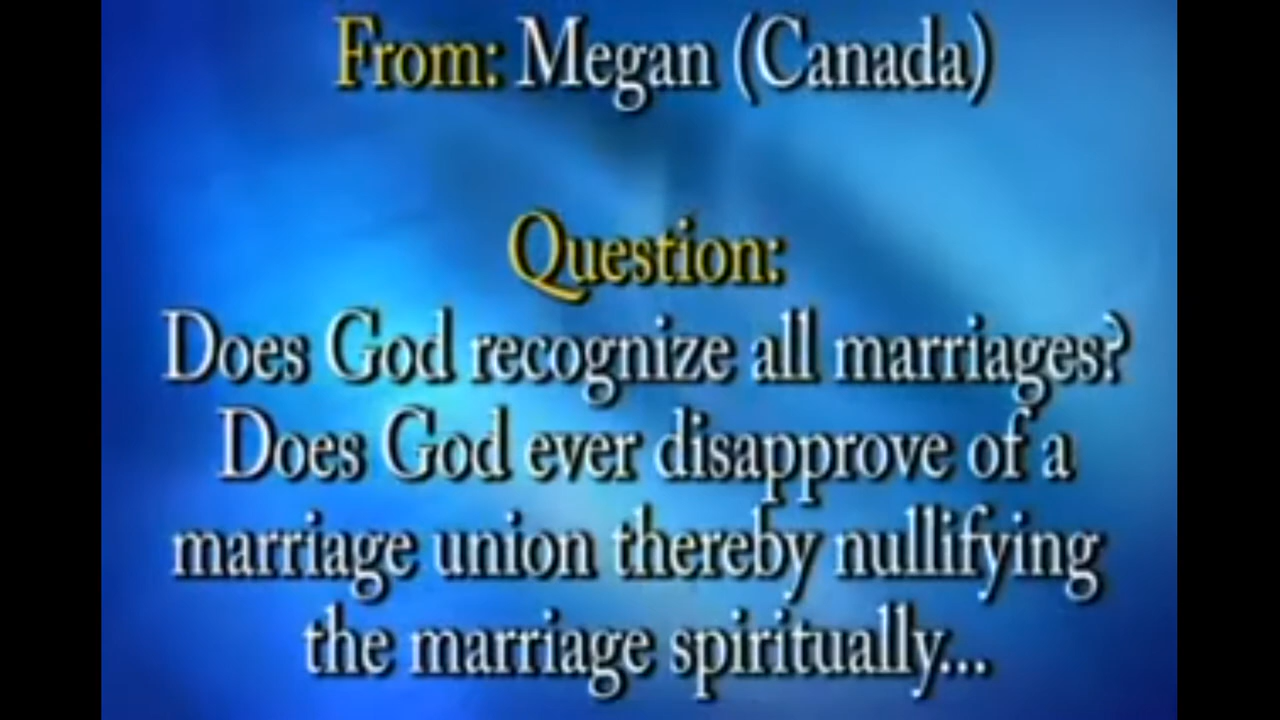 From: Megan (Canada)
Question:
Does God recognize all marriages?
Does God ever disapprove of a
marriage union thereby nullifying
the marriage spiritually...